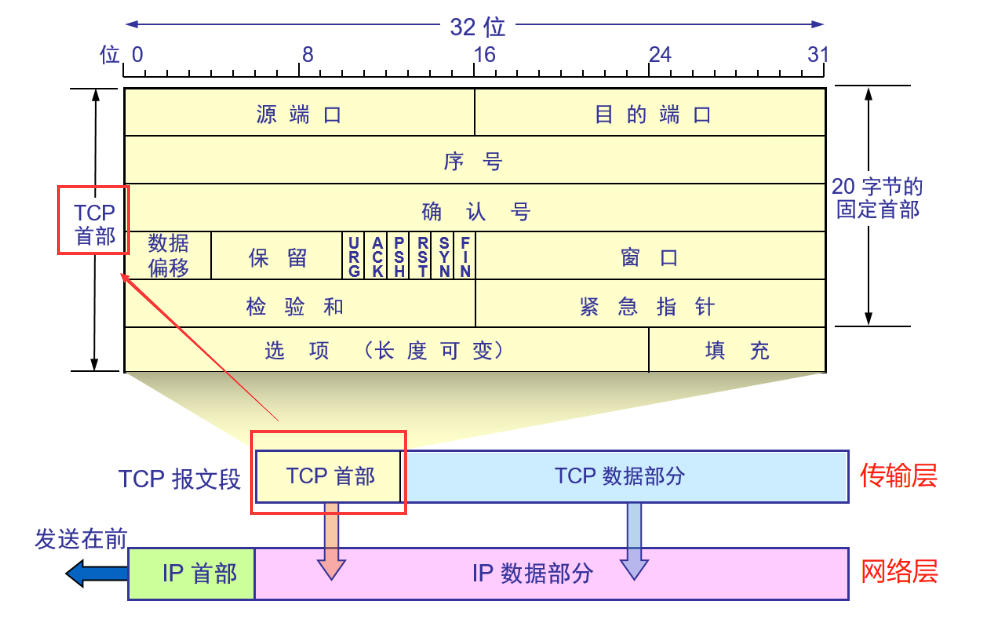 32 位
位 0 8 16 24 31
源 端 口 目 的 端 口
序 号
TCP
首部
20 字节的
固定首部
确 认 号
数据
偏移
保 留
URG
ACK
PSH
RST
SYN
FIN
窗 口
检 验 和 紧 急 指 针
选 项 (长 度 可 变) 填 充
TCP 报文段 TCP 首部 TCP 数据部分 传输层
发送在前
IP 首部 IP 数据部分 网络层